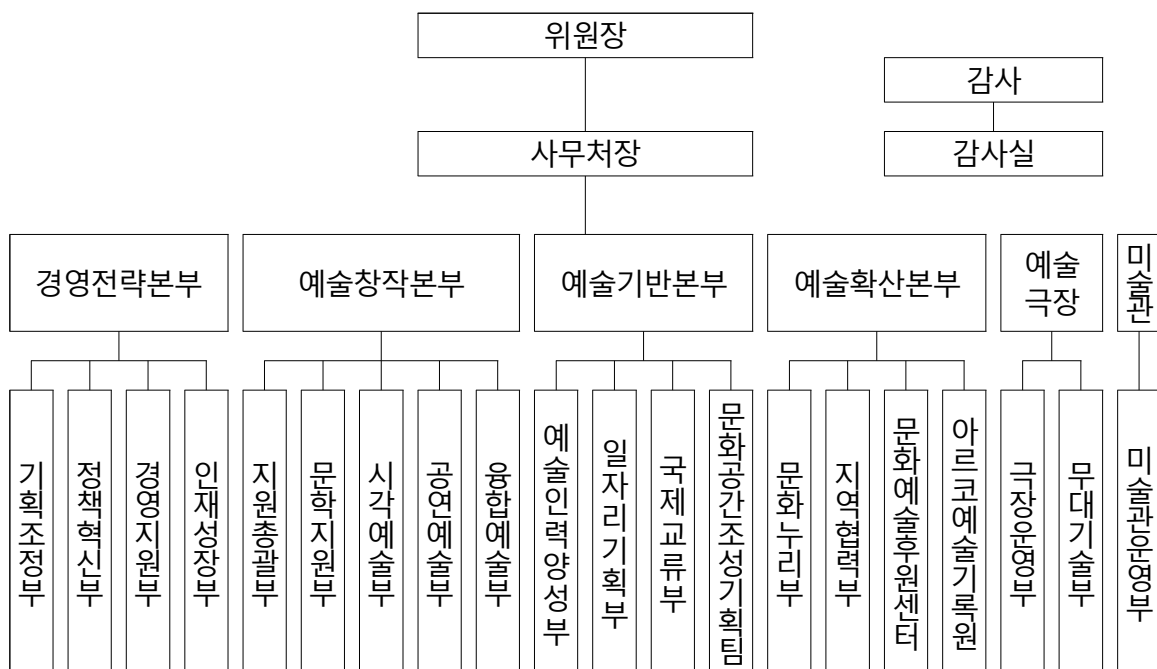 위원장
감사
사무처장
감사실
경영전략본부
예술창작본부
예술기반본부
예술확산본부
예술
극장
미술관
기획조정부
정책혁신부
경영지원부
인재성장부
지원총괄부
문학지원부
시각예술부
공연예술부
융합예술부
예술인력양성부
일자리기획부
국제교류부
문화공간조성기획팀
문화누리부
지역협력부
문화예술후원센터
아르코예술기록원
극장운영부
무대기술부
미술관운영부